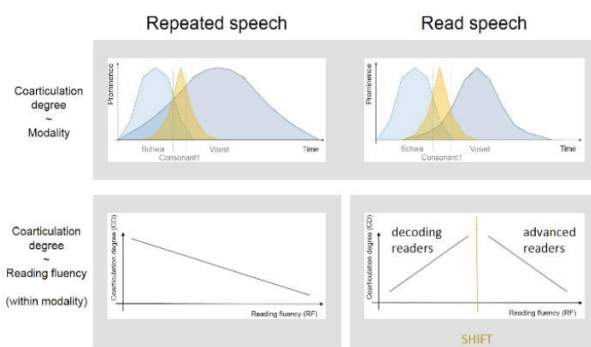 Repeated speech
Read speech
Coarticulation
degree
~
Modality
Prominence
Schwa
Consonant1
Vowel
Time
Prominence
Schwa
Consonant1
Vowel
Time
Coarticulation
degree
~
Reading fluency
(within modality)
Coarticulation degree (CD)
Reading fluency (RF)
Coarticulation degree (CD)
decoding
readers
advanced
readers
Reading fluency (RF)
SHIFT